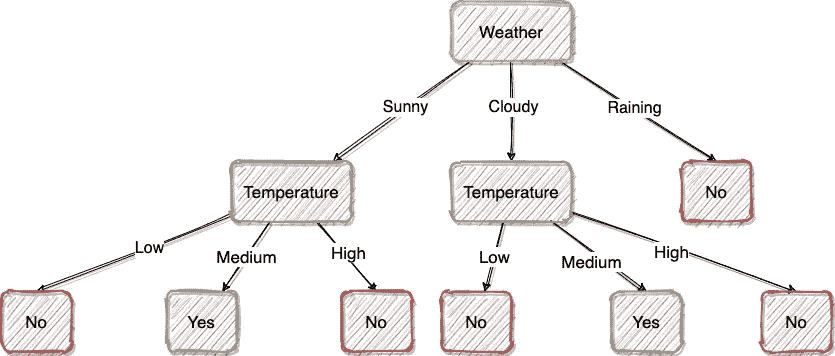 Weather
Sunny
Cloudy
Raining
Temperature
Temperature
No
Low
Medium
High
Low
Medium
High
No
Yes
No
No
Yes
No